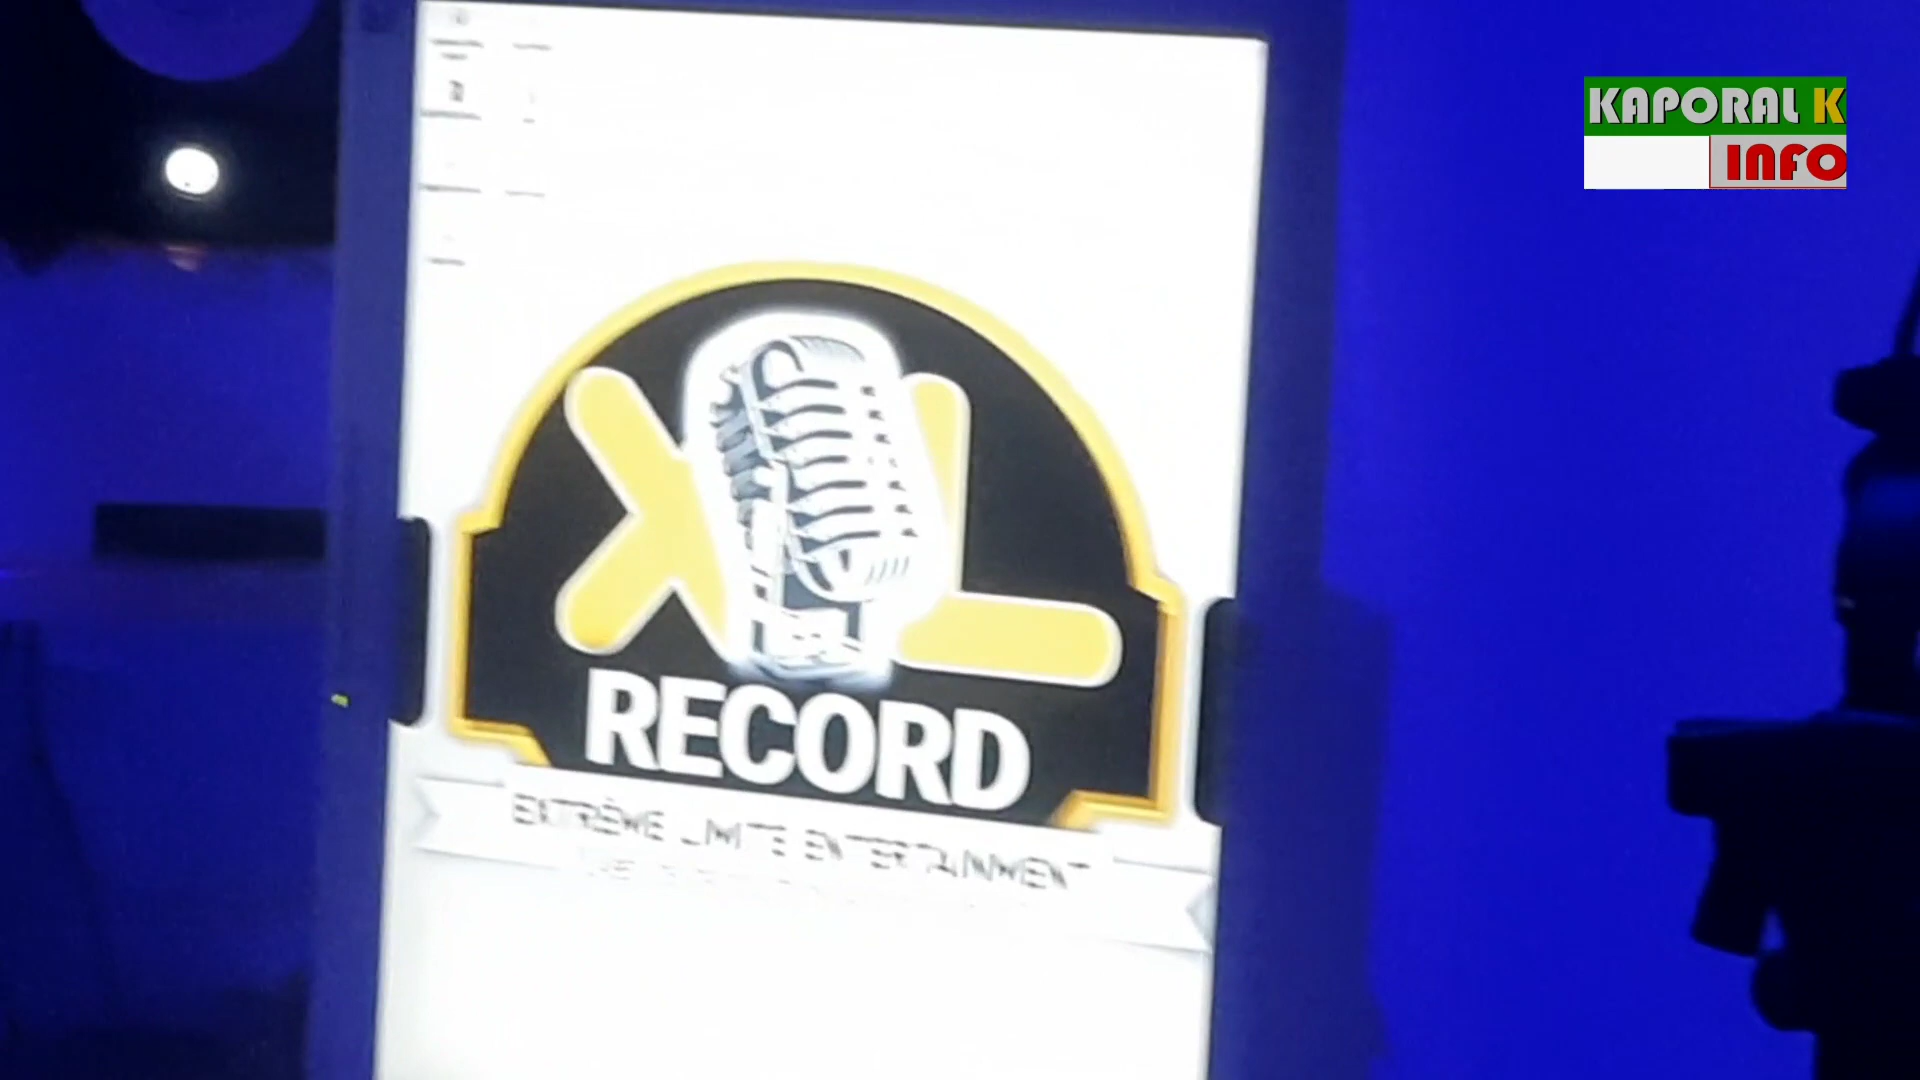 KAPORAL K
INFO
XL
RECORD
EXTRÊME LIMITE ENTERTAINMENT